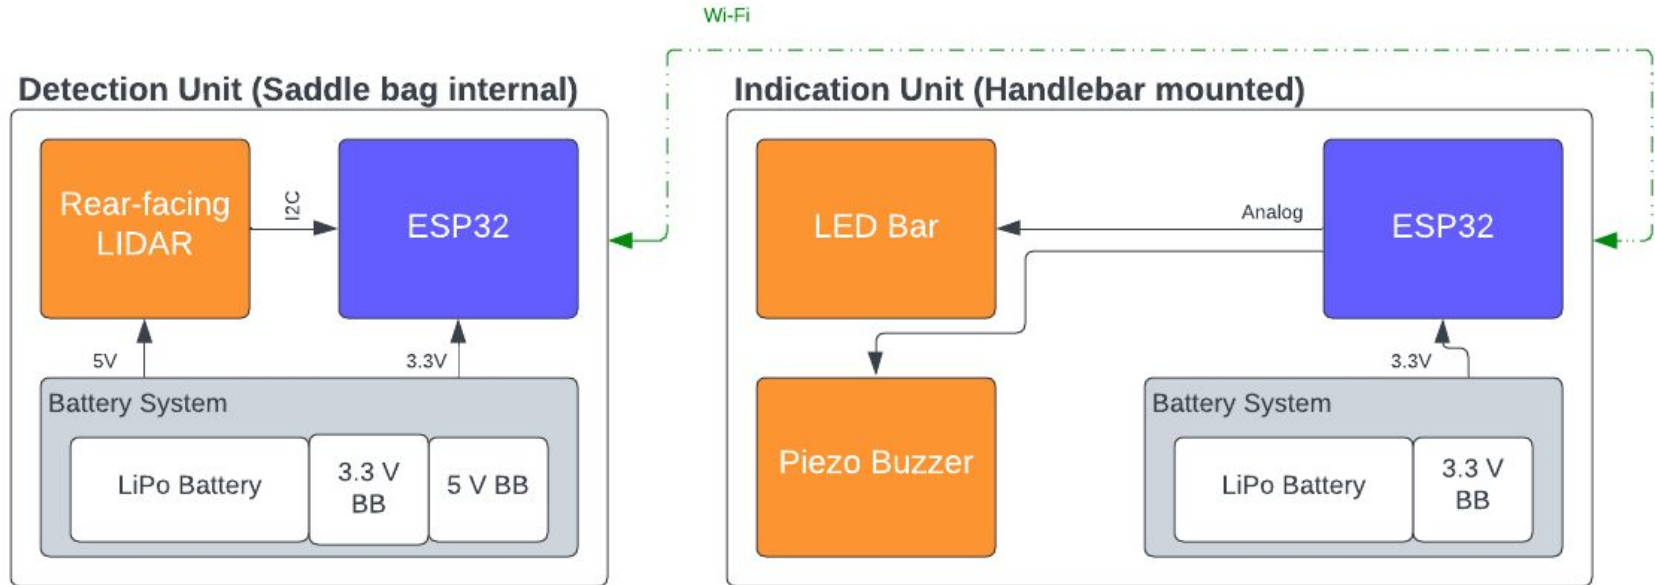 Wi-Fi
Detection Unit (Saddle bag internal)
Rear-facing
LIDAR
I2C
ESP32
5V
3.3V
Battery System
LiPo Battery
3.3 V
BB
5 V BB
Indication Unit (Handlebar mounted)
LED Bar
Analog
ESP32
Piezo Buzzer
3.3V
Battery System
LiPo Battery
3.3 V
BB